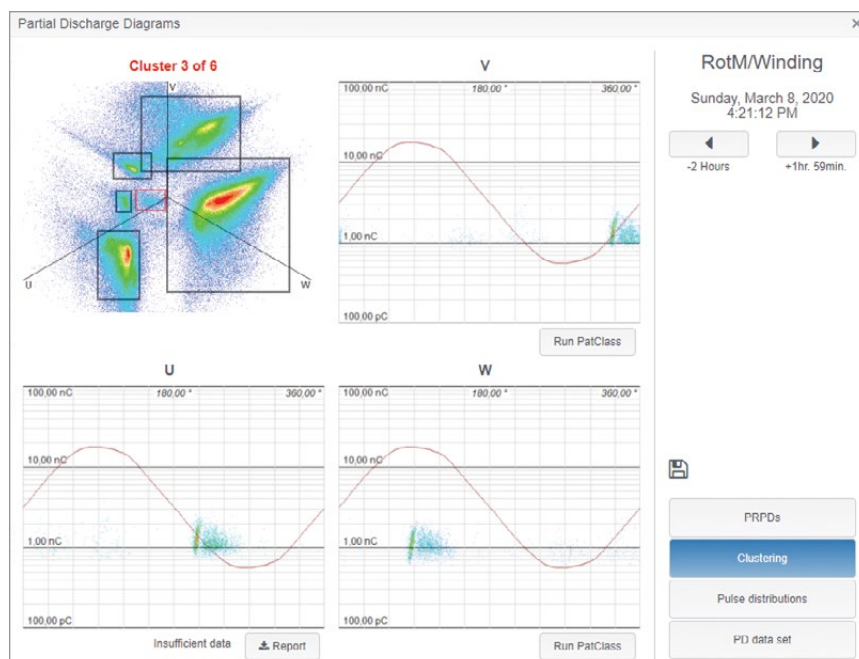 Partial Discharge Diagrams
Cluster 3 of 6
V
U
W
V
100,00 nC
180,00 °
360,00 °
10,00 nC
1,00 nC
100,00 pC
Run PatClass
U
100,00 nC
180,00 °
360,00 °
10,00 nC
1,00 nC
100,00 pC
Insufficient data
Report
W
100,00 nC
180,00 °
360,00 °
10,00 nC
1,00 nC
100,00 pC
Run PatClass
RotM/Winding
Sunday, March 8, 2020
4:21:12 PM
-2 Hours
+1hr. 59min.
PRPDs
Clustering
Pulse distributions
PD data set